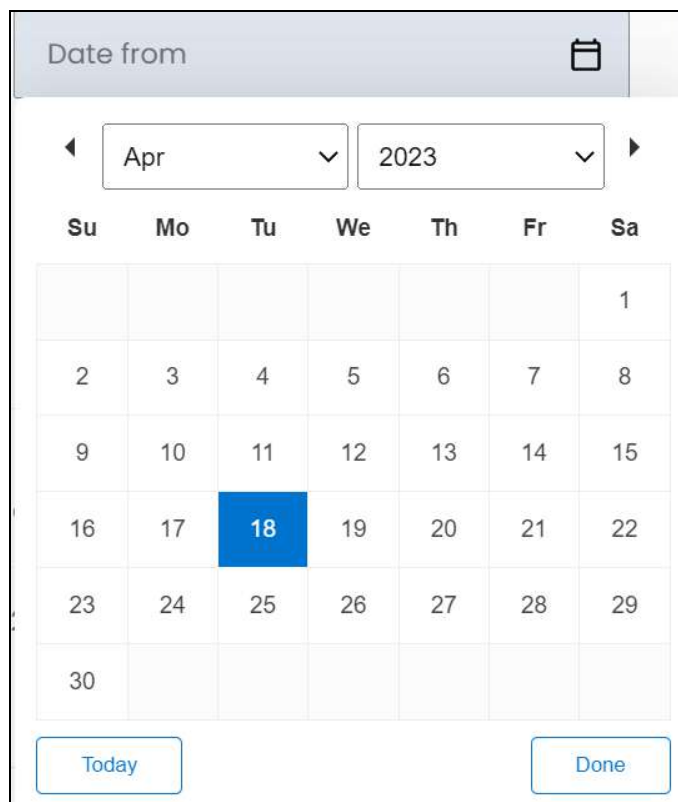 Date from
Apr 2023
Su Mo Tu We Th Fr Sa
1
2 3 4 5 6 7 8
9 10 11 12 13 14 15
16 17 18 19 20 21 22
23 24 25 26 27 28 29
30
Today Done